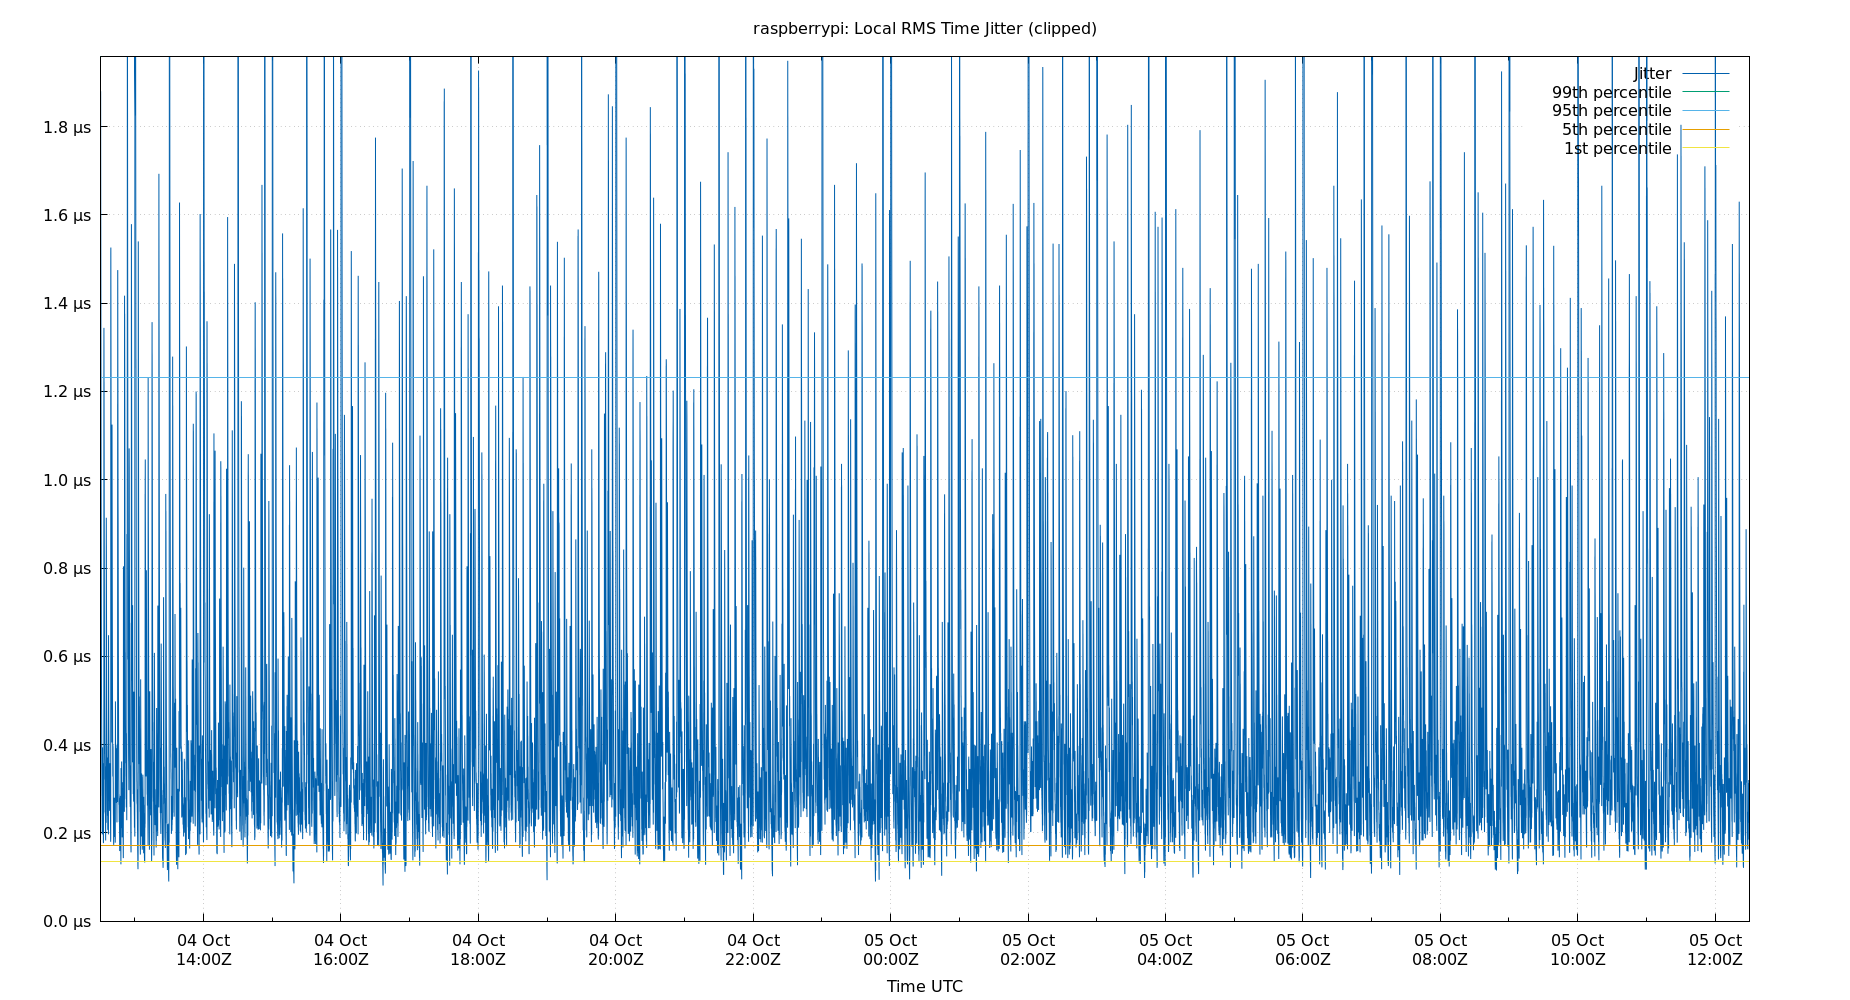 raspberrypi: Local RMS Time Jitter (clipped)
Jitter
99th percentile
95th percentile
5th percentile
1st percentile
1.8 µs
1.6 µs
1.4 µs
1.2 µs
1.0 µs
0.8 µs
0.6 µs
0.4 µs
0.2 µs
0.0 µs
04 Oct 04 Oct 04 Oct 04 Oct 04 Oct 05 Oct 05 Oct 05 Oct 05 Oct 05 Oct 05 Oct 05 Oct
14:00Z 16:00Z 18:00Z 20:00Z 22:00Z 00:00Z 02:00Z 04:00Z 06:00Z 08:00Z 10:00Z 12:00Z
Time UTC